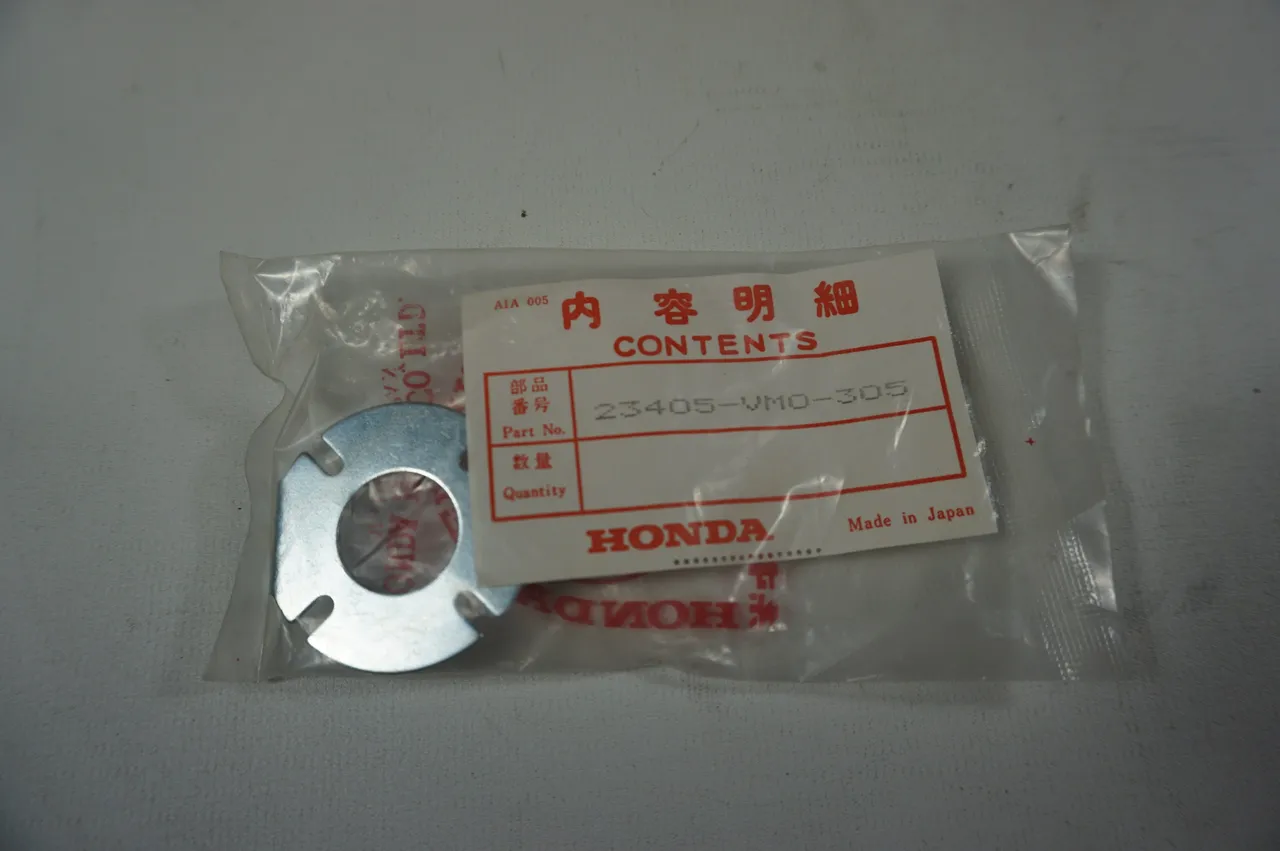 AIA 005
内容明細
CONTENTS
部品
番号
Part No.
23405-VM0-305
数量
Quantity
HONDA
Made in Japan
HONDA